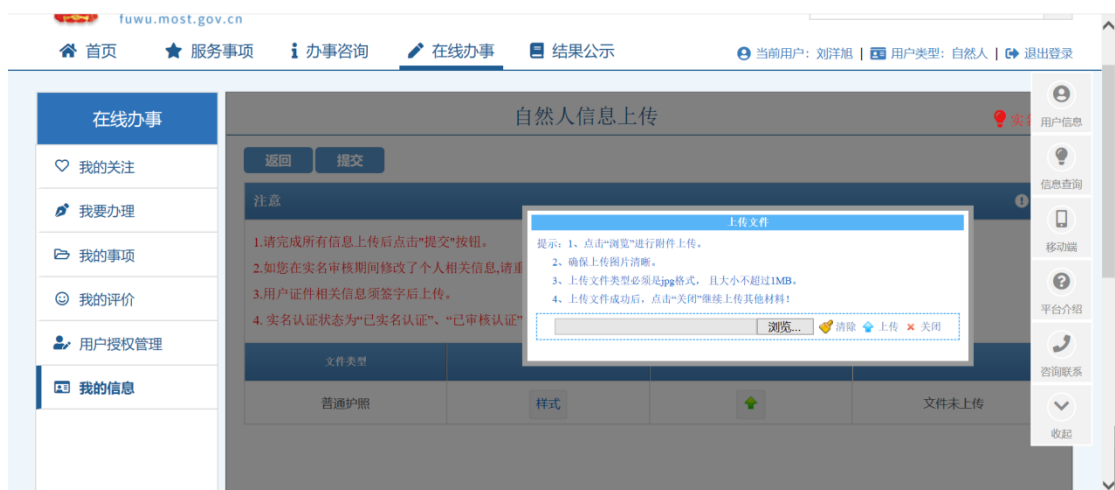 fuwu.most.gov.cn
首页 服务事项 办事咨询 在线办事 结果公示 当前用户：刘洋旭 | 用户类型：自然人 | 退出登录
在线办事
我的关注
我要办理
我的事项
我的评价
用户授权管理
我的信息
自然人信息上传
返回 提交
注意
1.请完成所有信息上传后点击"提交"按钮。
2.如您在实名审核期间修改了个人相关信息,请重
3.用户证件相关信息须签字后上传。
4. 实名认证状态为“已实名认证”、“已审核认证”
文件类型
普通护照 样式 文件未上传
上传文件
提示：1、点击“浏览”进行附件上传。
2、确保上传图片清晰。
3、上传文件类型必须是jpg格式， 且大小不超过1MB。
4、上传文件成功后，点击“关闭”继续上传其他材料！
浏览... 清除 上传 关闭
用户信息
信息查询
移动端
平台介绍
咨询联系
收起